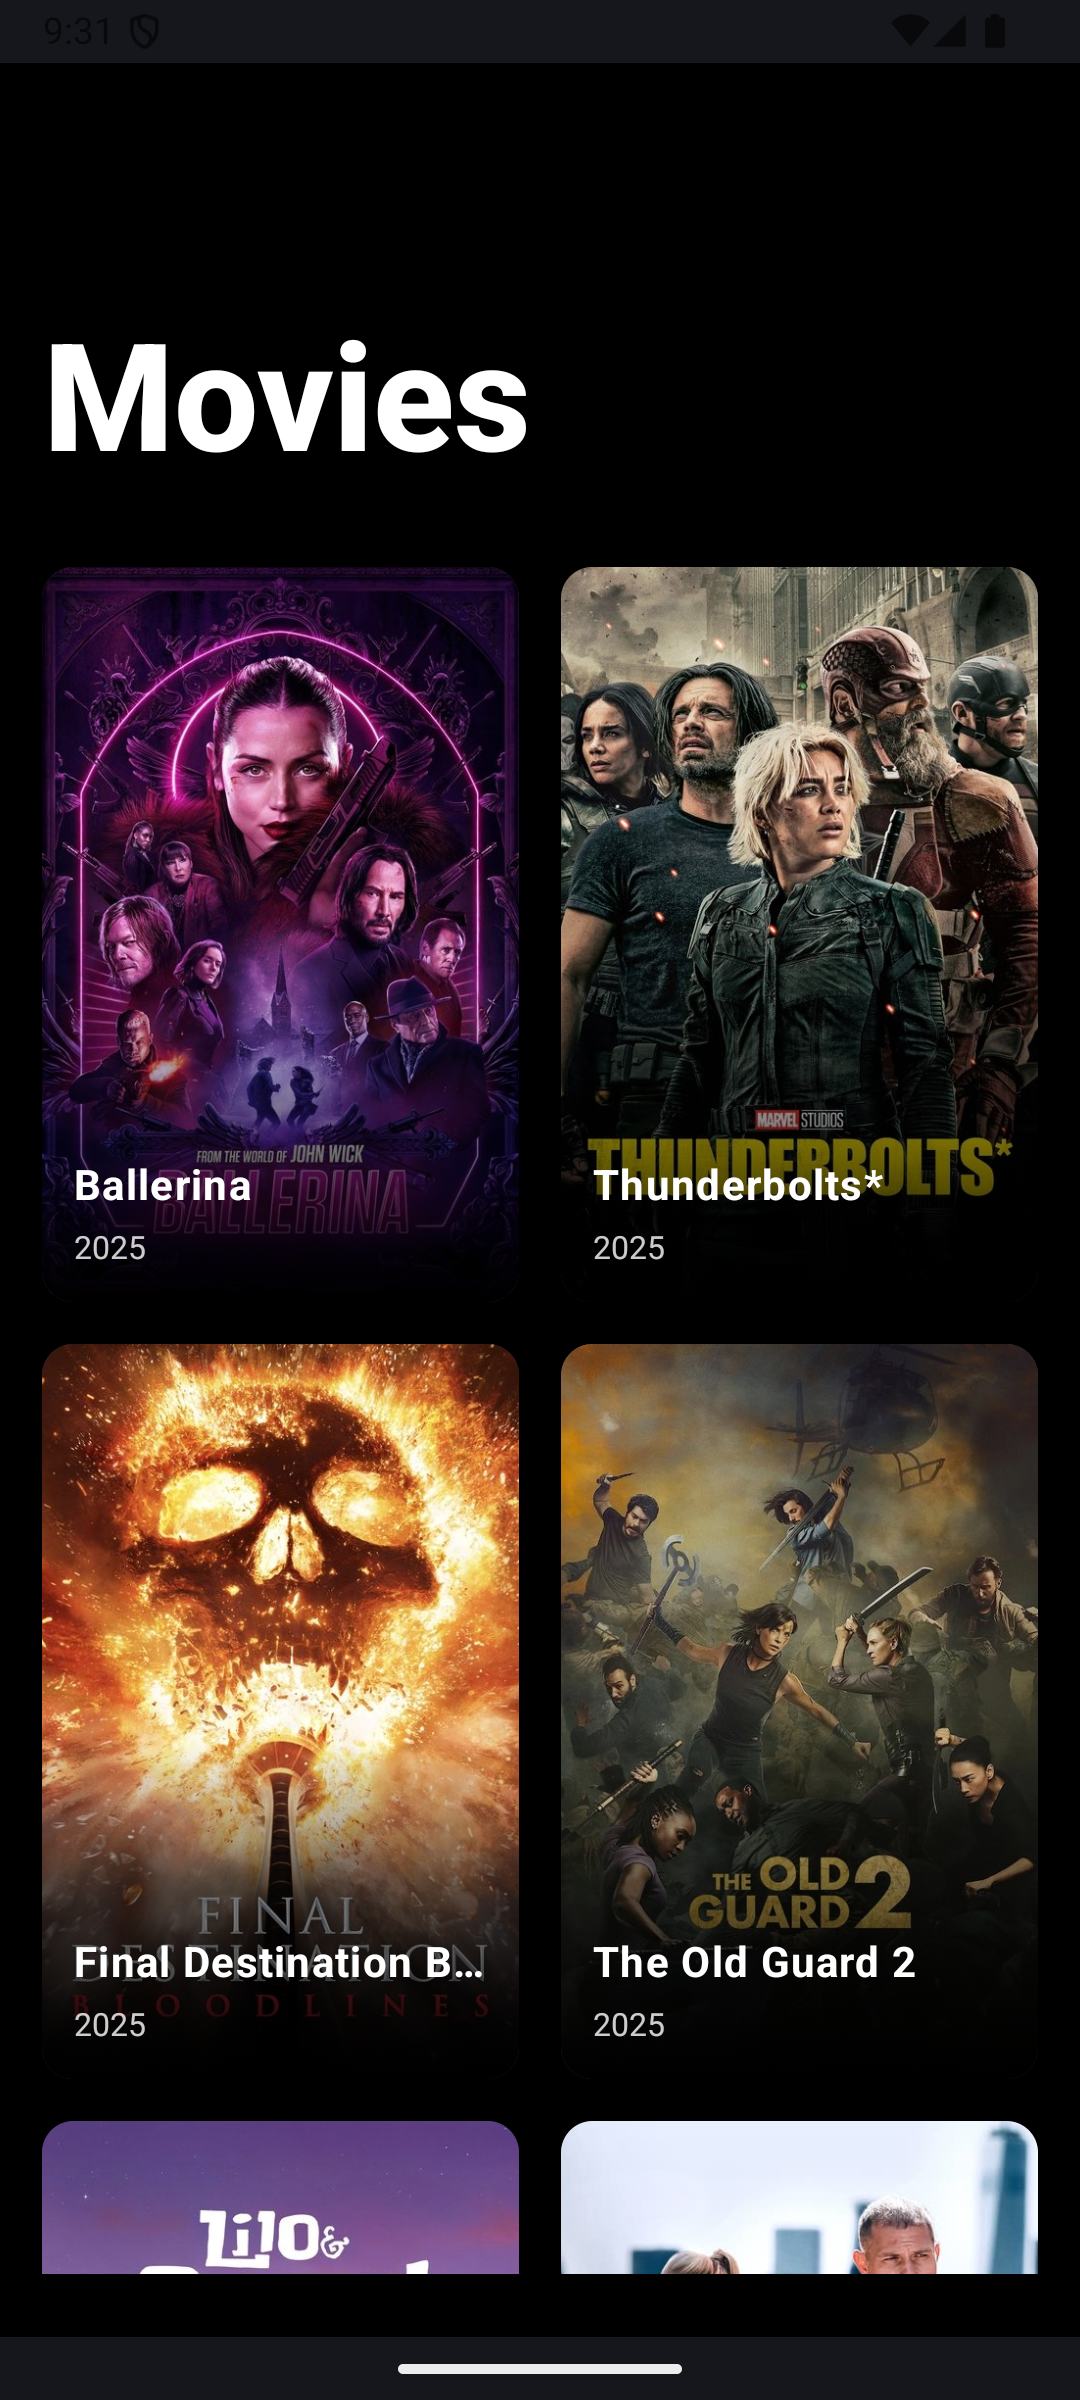 9:31
Movies
FROM THE WORLD OF JOHN WICK
BALLERINA
Ballerina
2025
MARVEL STUDIOS
THUNDERBOLTS*
Thunderbolts*
2025
FINAL
DESTINATION
BLOODLINES
Final Destination B...
2025
THE OLD
GUARD 2
The Old Guard 2
2025
Lilo &